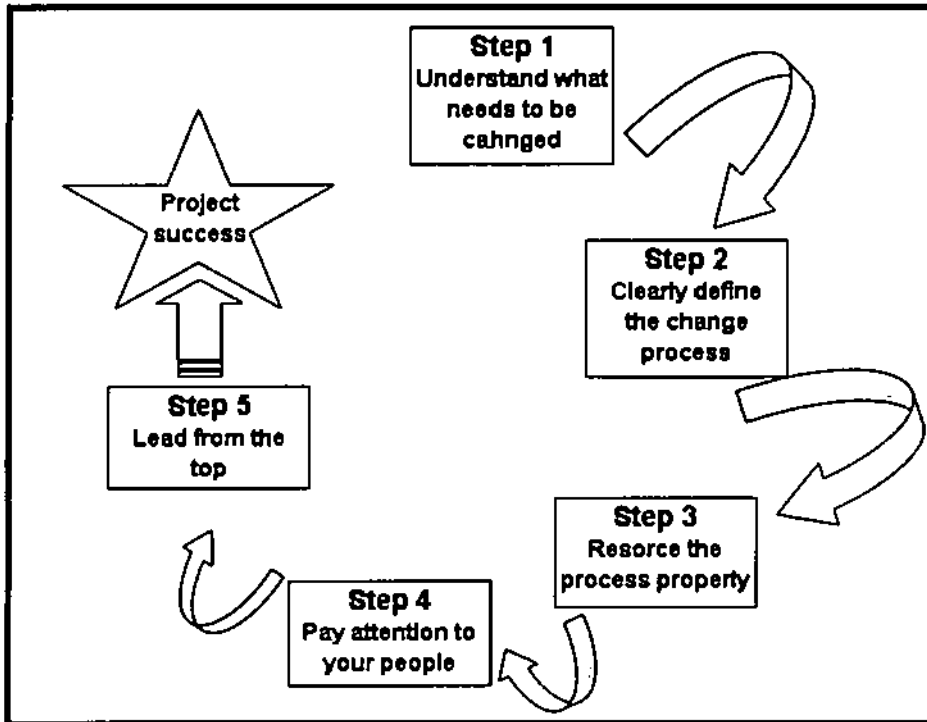 Step 1
Understand what
needs to be
cahnged
Step 2
Clearly define
the change
process
Step 3
Resorce the
process property
Step 4
Pay attention to
your people
Step 5
Lead from the
top
Project
success